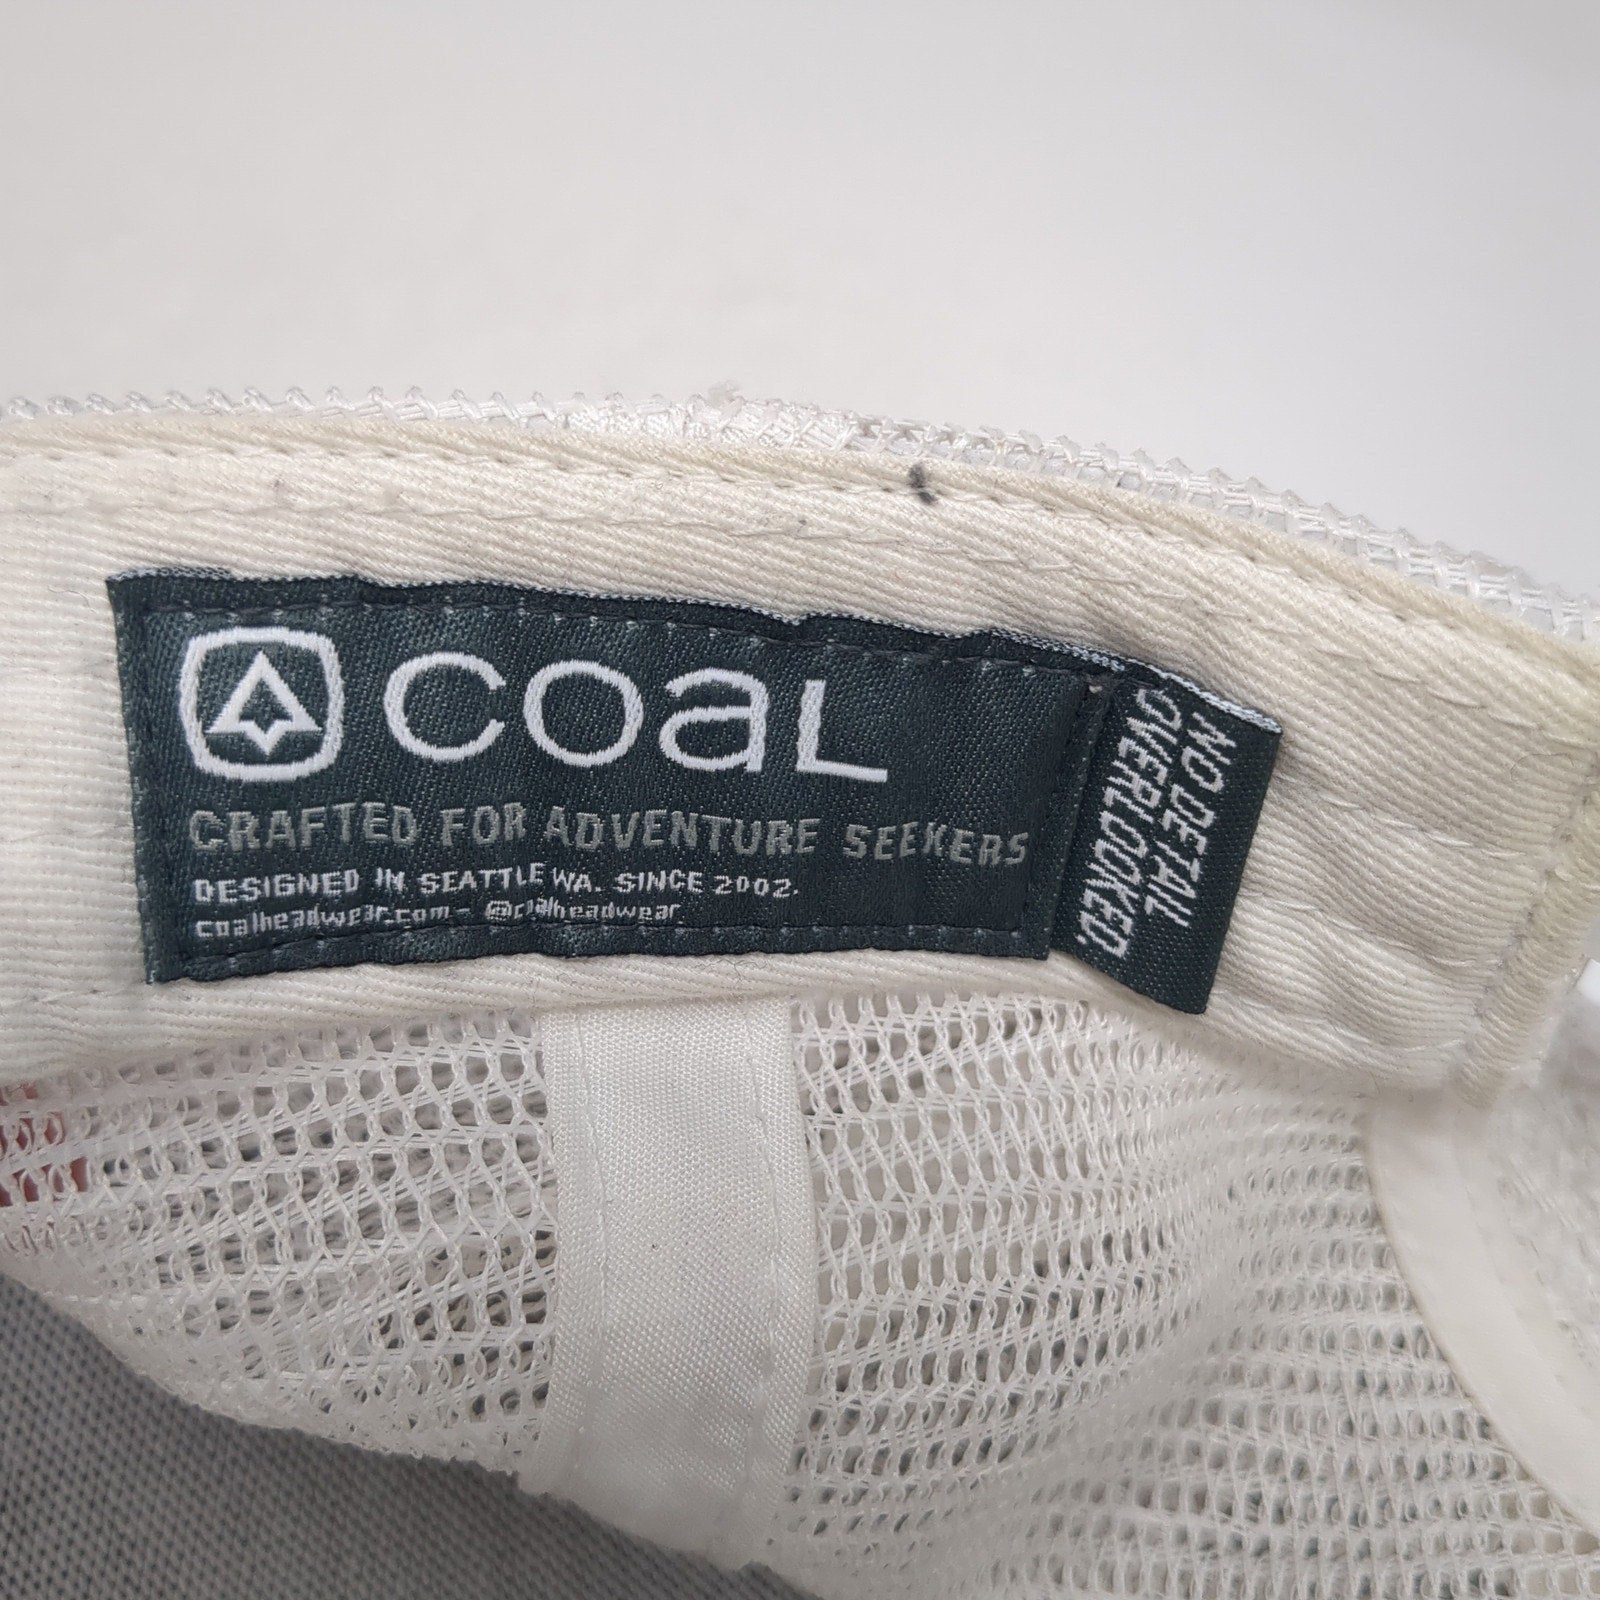 coaL
CRAFTED FOR ADVENTURE SEEKERS
DESIGNED IN SEATTLE WA. SINCE 2002.
coalheadwear.com - @coalheadwear
NO DETAIL
OVERLOOKED.